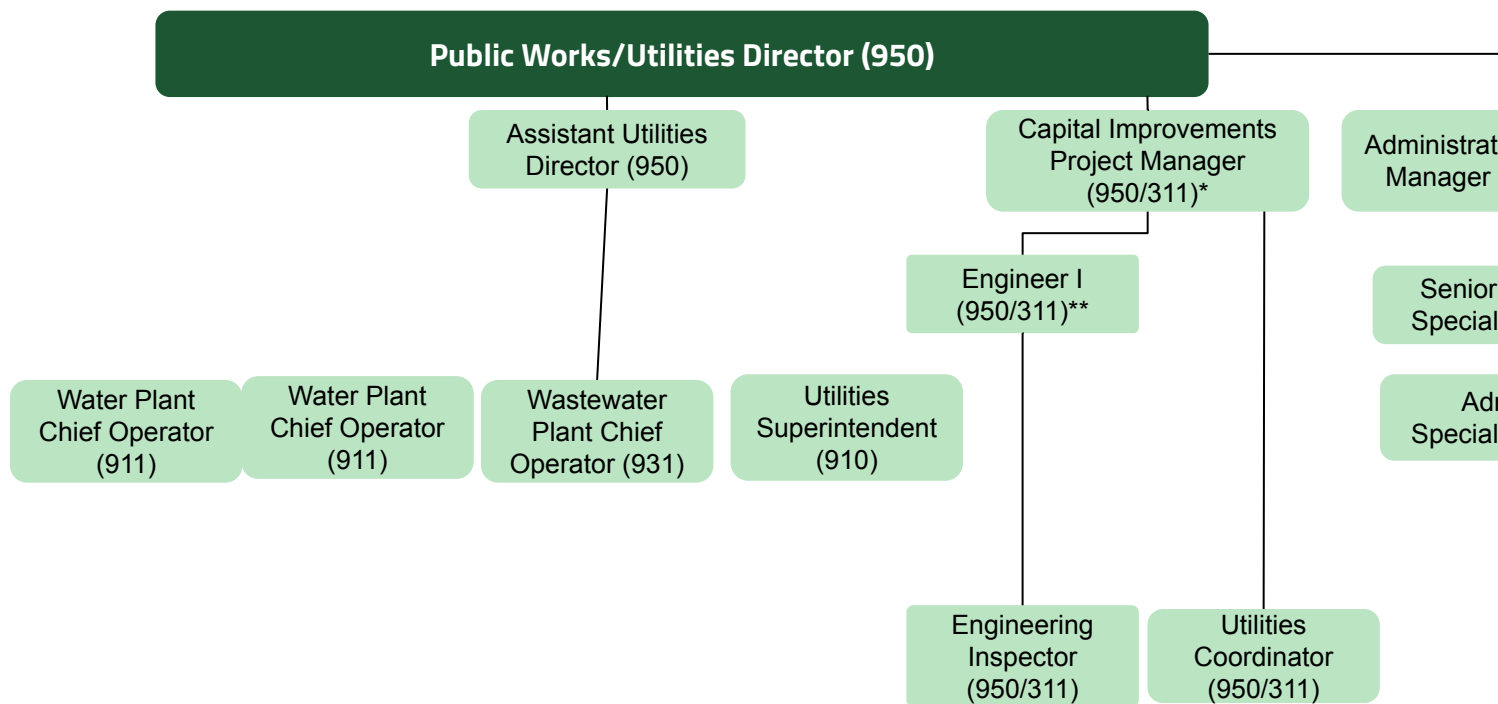 Public Works/Utilities Director (950)
Assistant Utilities
Director (950)
Capital Improvements
Project Manager
(950/311)*
Manager
Engineer I
(950/311)**
Senior
Water Plant
Chief Operator
(911)
Water Plant
Chief Operator
(911)
Wastewater
Plant Chief
Operator (931)
Utilities
Superintendent
(910)
Engineering
Inspector
(950/311)
Utilities
Coordinator
(950/311)